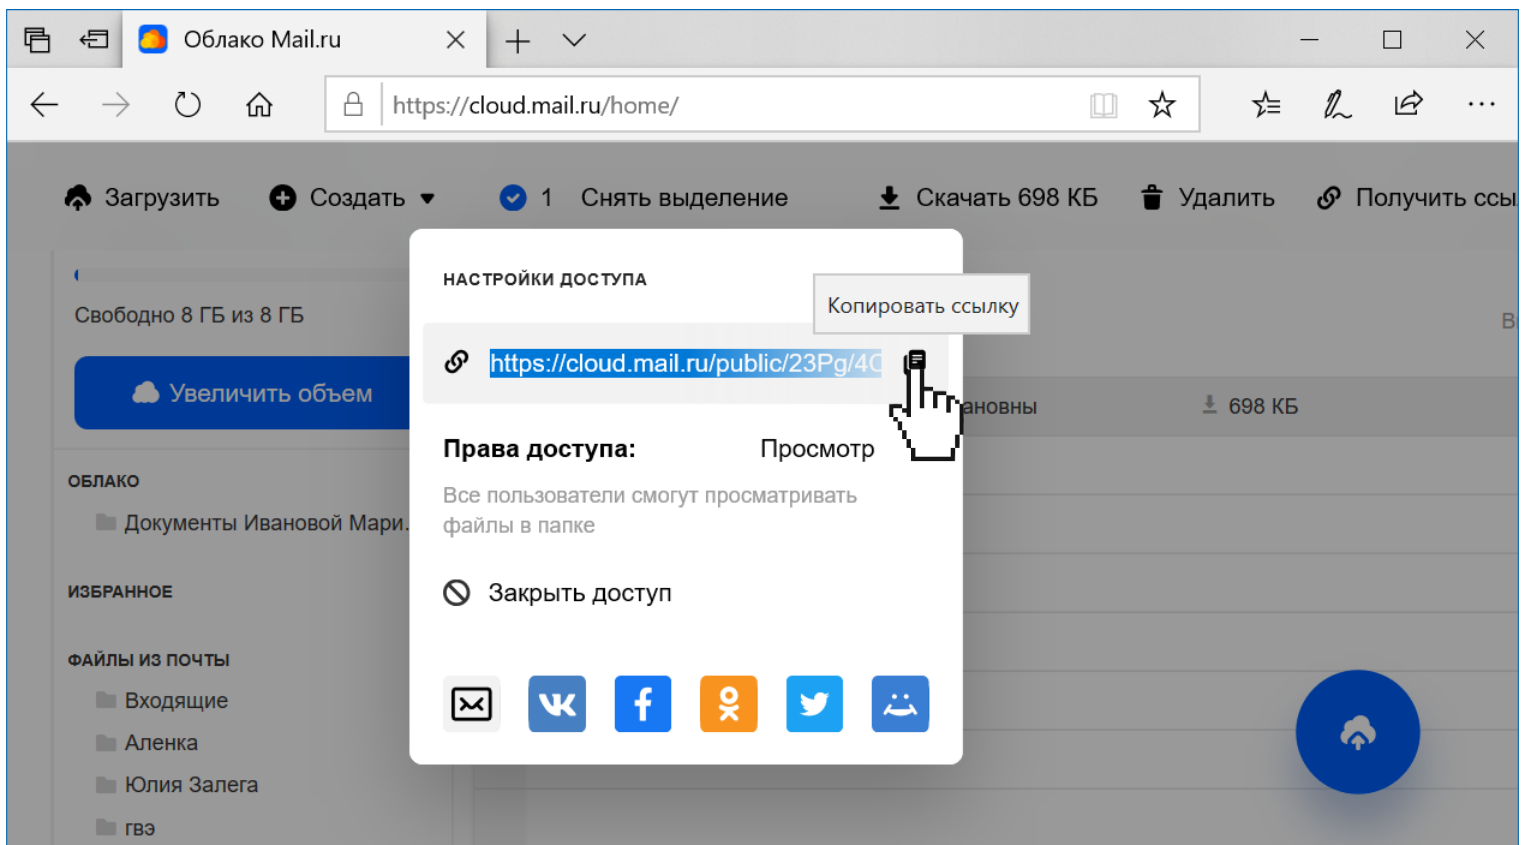 Облако Mail.ru
https://cloud.mail.ru/home/
Загрузить Создать 1 Снять выделение Скачать 698 КБ Удалить Получить ссы
НАСТРОЙКИ ДОСТУПА
Копировать ссылку
Свободно 8 ГБ из 8 ГБ
https://cloud.mail.ru/public/23Pg/4
Увеличить объем
ановны 698 КБ
Права доступа: Просмотр
ОБЛАКО
Все пользователи смогут просматривать
файлы в папке
Документы Ивановой Мари.
ИЗБРАННОЕ
Закрыть доступ
ФАЙЛЫ ИЗ ПОЧТЫ
Входящие
Аленка
Юлия Залега
гвэ